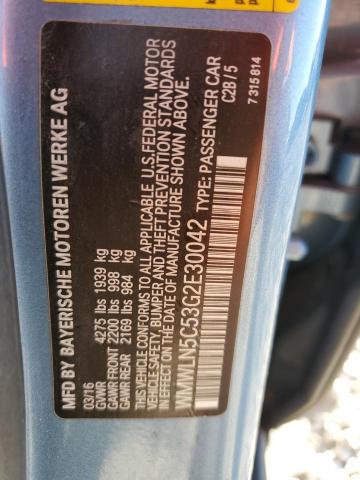 MFD BY BAYERISCHE MOTOREN WERKE AG
03/16
GVWR 4275 lbs 1939 kg
GAWR FRONT 2200 lbs 998 kg
GAWR REAR 2169 lbs 984 kg
THIS VEHICLE CONFORMS TO ALL APPLICABLE U.S. FEDERAL MOTOR
VEHICLE SAFETY, BUMPER AND THEFT PREVENTION STANDARDS
IN EFFECT ON THE DATE OF MANUFACTURE SHOWN ABOVE.
WMWLN5C53G2E30042 TYPE: PASSENGER CAR
C2B / 5
7 315 814